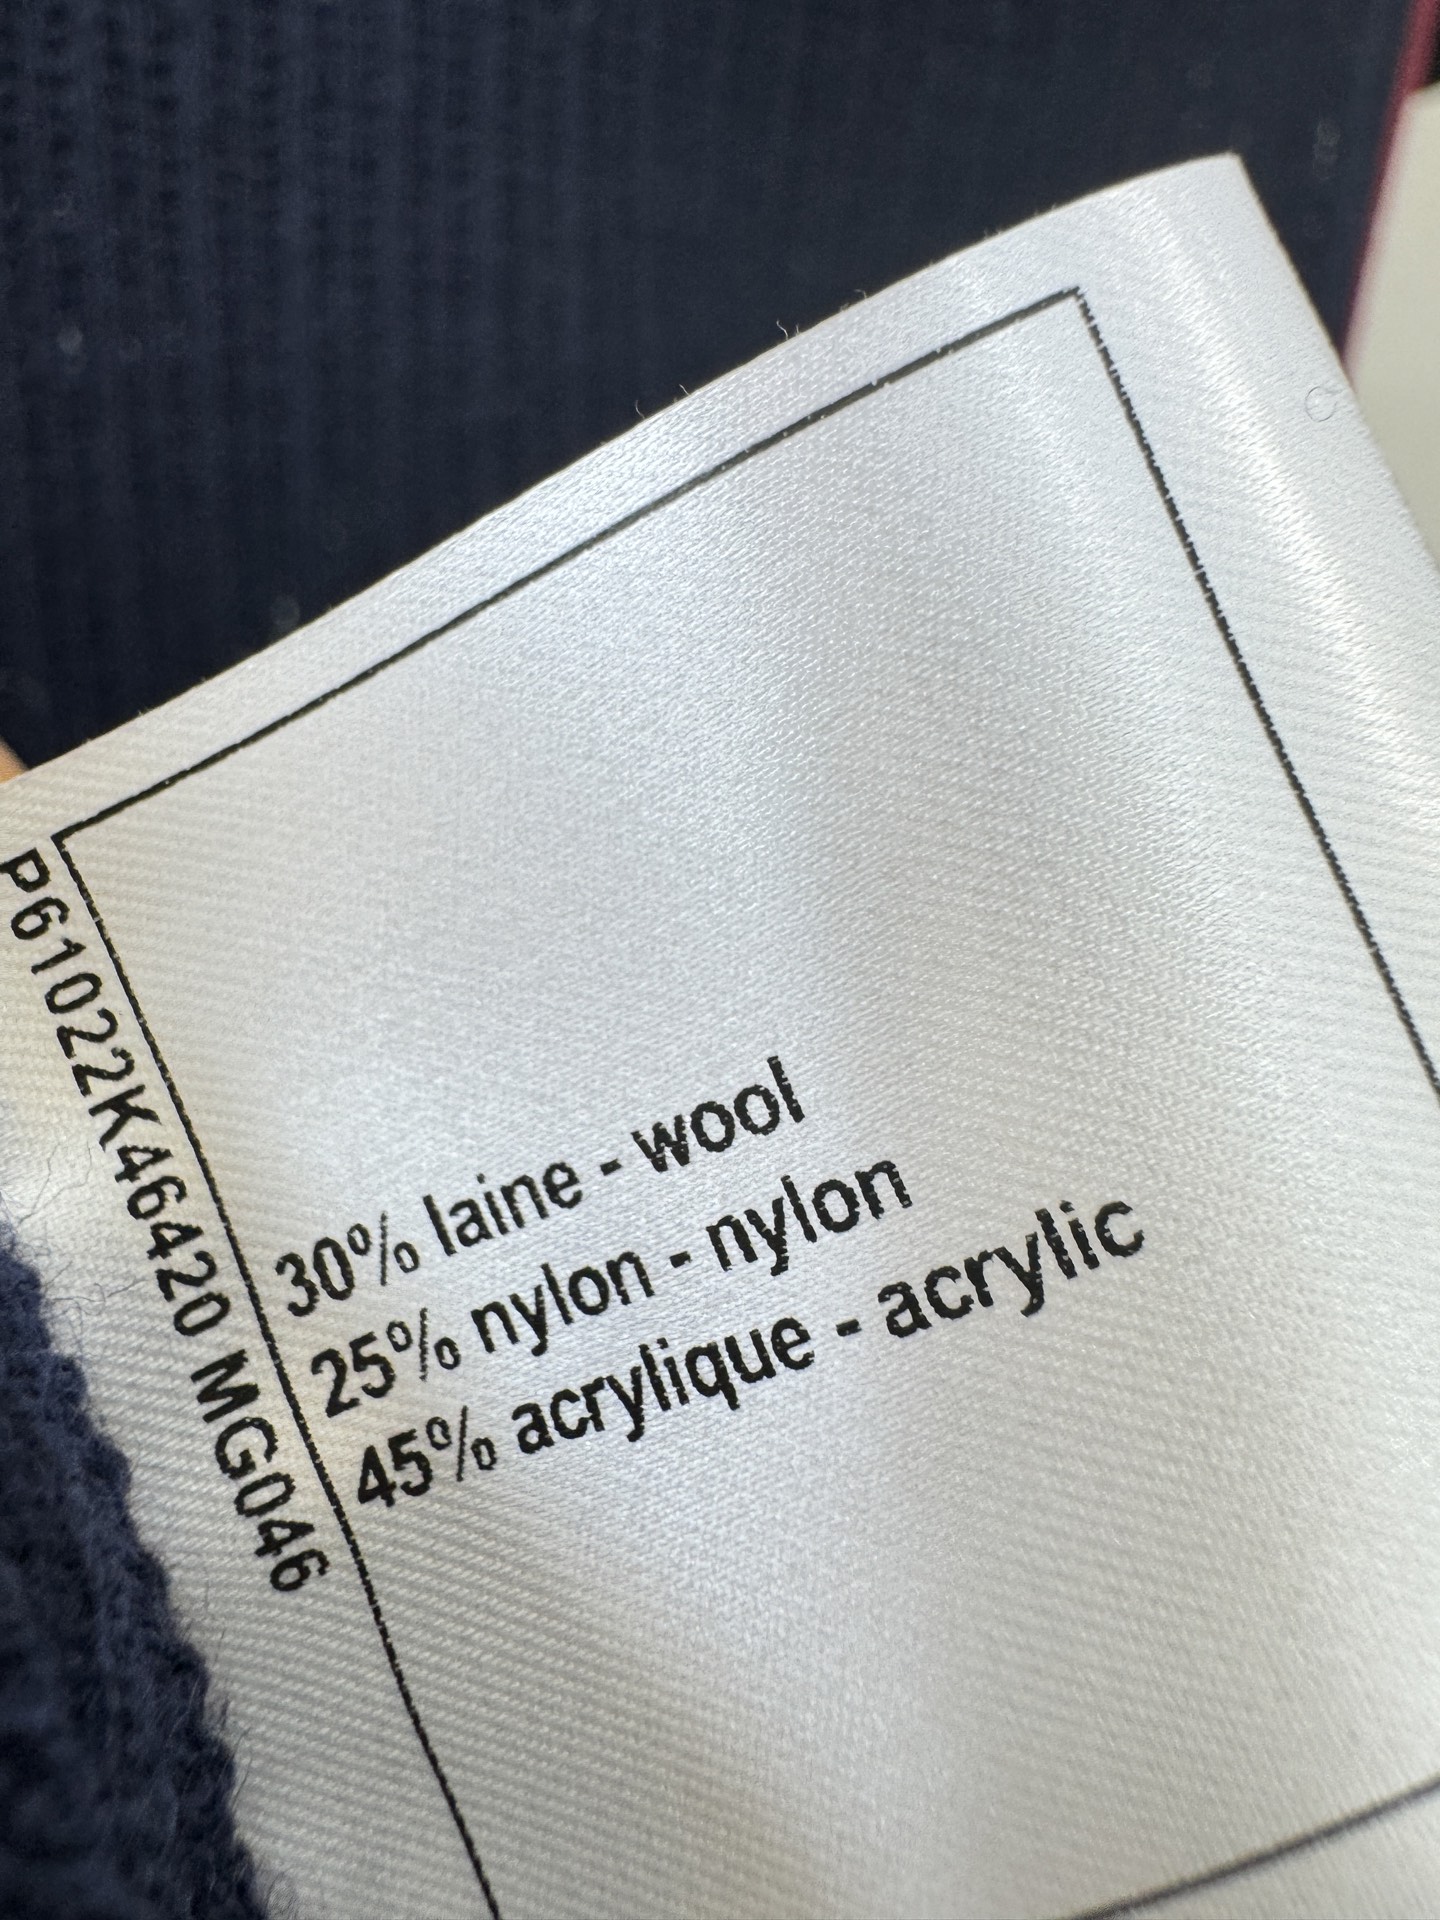 P61022K46420 MG046
30% laine - wool
25% nylon - nylon
45% acrylique - acrylic